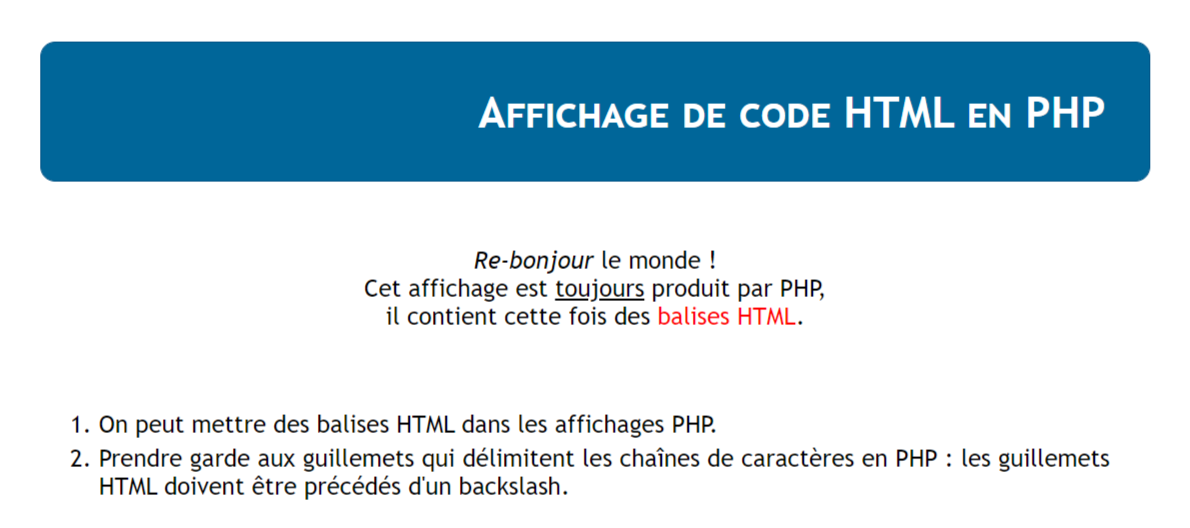 Affichage de code HTML en PHP
Re-bonjour le monde !
Cet affichage est toujours produit par PHP,
il contient cette fois des balises HTML.
1. On peut mettre des balises HTML dans les affichages PHP.
2. Prendre garde aux guillemets qui délimitent les chaînes de caractères en PHP : les guillemets
HTML doivent être précédés d'un backslash.